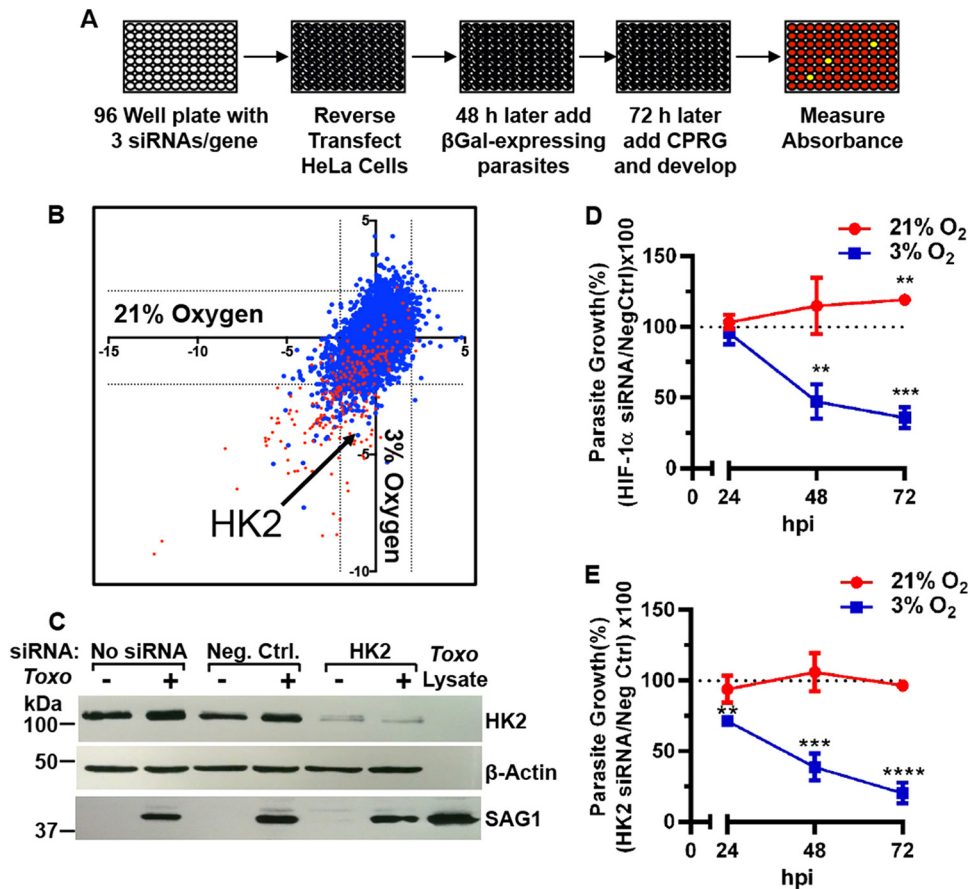 A
96 Well plate with
3 siRNAs/gene
Reverse
Transfect
HeLa Cells
48 h later add
βGal-expressing
parasites
72 h later
add CPRG
and develop
Measure
Absorbance
B
5
21% Oxygen
-15
-10
-5
5
3% Oxygen
-5
HK2
-10
C
siRNA: No siRNA Neg. Ctrl. HK2 Toxo
Toxo - + - + - + Lysate
kDa
100 HK2
50
β-Actin
37 SAG1
D
21% O2
3% O2
Parasite Growth(%)
(HIF-1α siRNA/NegCtrl)x100
150
100
50
0
0 24 48 72
hpi
**
**
***
E
21% O2
3% O2
Parasite Growth(%)
(HK2 siRNA/Neg Ctrl) x100
150
100
50
0
0 24 48 72
hpi
**
***
****